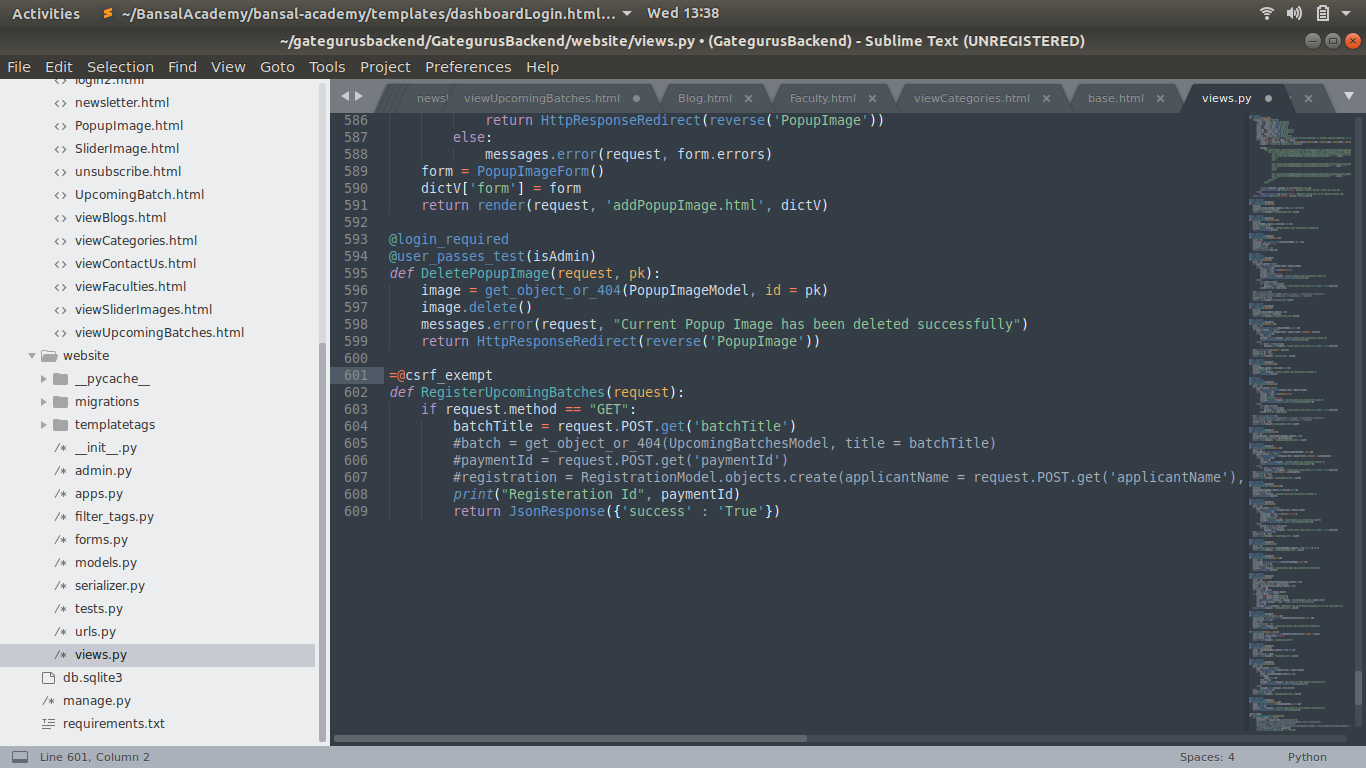 Activities
~/BansalAcademy/bansal-academy/templates/dashboardLogin.html...
Wed 13:38
~/gategurusbackend/GategurusBackend/website/views.py • (GategurusBackend) - Sublime Text (UNREGISTERED)
File Edit Selection Find View Goto Tools Project Preferences Help
login2.html
newsletter.html
PopupImage.html
SliderImage.html
unsubscribe.html
UpcomingBatch.html
viewBlogs.html
viewCategories.html
viewContactUs.html
viewFaculties.html
viewSliderImages.html
viewUpcomingBatches.html
website
__pycache__
migrations
templatetags
__init__.py
admin.py
apps.py
filter_tags.py
forms.py
models.py
serializer.py
tests.py
urls.py
views.py
db.sqlite3
manage.py
requirements.txt
newsl viewUpcomingBatches.html Blog.html Faculty.html viewCategories.html base.html views.py
586 return HttpResponseRedirect(reverse('PopupImage'))
587 else:
588 messages.error(request, form.errors)
589 form = PopupImageForm()
590 dictV['form'] = form
591 return render(request, 'addPopupImage.html', dictV)
592
593 @login_required
594 @user_passes_test(isAdmin)
595 def DeletePopupImage(request, pk):
596 image = get_object_or_404(PopupImageModel, id = pk)
597 image.delete()
598 messages.error(request, "Current Popup Image has been deleted successfully")
599 return HttpResponseRedirect(reverse('PopupImage'))
600
601 =@csrf_exempt
602 def RegisterUpcomingBatches(request):
603 if request.method == "GET":
604 batchTitle = request.POST.get('batchTitle')
605 #batch = get_object_or_404(UpcomingBatchesModel, title = batchTitle)
606 #paymentId = request.POST.get('paymentId')
607 #registration = RegistrationModel.objects.create(applicantName = request.POST.get('applicantName'),
608 print("Registeration Id", paymentId)
609 return JsonResponse({'success' : 'True'})
Line 601, Column 2
Spaces: 4
Python